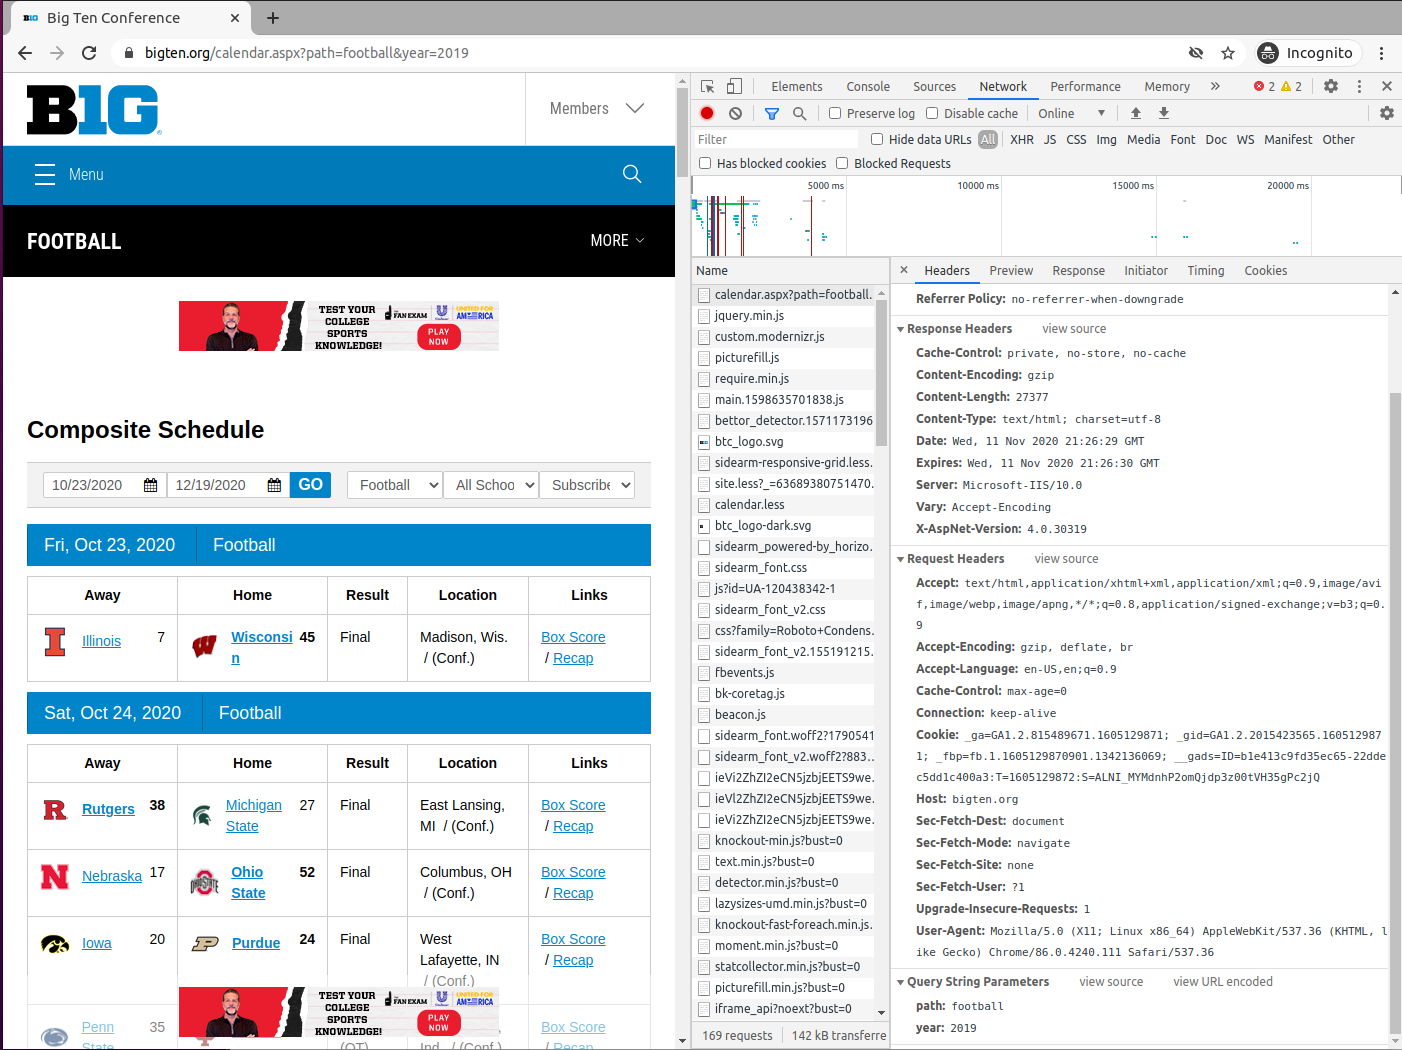 BIG Big Ten Conference
bigten.org/calendar.aspx?path=football&year=2019
Incognito
B1G
Members
Menu
FOOTBALL
MORE
TEST YOUR
COLLEGE
SPORTS
KNOWLEDGE!
THE FAN EXAM
Unilever
UNITED FOR
AMERICA
PLAY
NOW
Composite Schedule
10/23/2020 12/19/2020 GO Football All Schoo Subscribe
Fri, Oct 23, 2020 Football
Away Home Result Location Links
Illinois 7 Wisconsi 45 Final Madison, Wis. Box Score
n / (Conf.) / Recap
Sat, Oct 24, 2020 Football
Away Home Result Location Links
Rutgers 38 Michigan 27 Final East Lansing, Box Score
State MI / (Conf.) / Recap
Nebraska 17 Ohio 52 Final Columbus, OH Box Score
State / (Conf.) / Recap
Iowa 20 Purdue 24 Final West Box Score
Lafayette, IN / Recap
/ (Conf.)
Penn 35 Box Score
State (OT) Ind. / (Conf.) / Recap
TEST YOUR
COLLEGE
SPORTS
KNOWLEDGE!
THE FAN EXAM
Unilever
UNITED FOR
AMERICA
PLAY
NOW
Elements Console Sources Network Performance Memory » 2 2
Preserve log Disable cache Online
Filter Hide data URLs All XHR JS CSS Img Media Font Doc WS Manifest Other
Has blocked cookies Blocked Requests
5000 ms 10000 ms 15000 ms 20000 ms
Name
calendar.aspx?path=football.
jquery.min.js
custom.modernizr.js
picturefill.js
require.min.js
main.1598635701838.js
bettor_detector.1571173196
btc_logo.svg
sidearm-responsive-grid.less.
site.less?_=63689380751470.
calendar.less
btc_logo-dark.svg
sidearm_powered-by_horizo.
sidearm_font.css
js?id=UA-120438342-1
sidearm_font_v2.css
css?family=Roboto+Condens.
sidearm_font_v2.155191215.
fbevents.js
bk-coretag.js
beacon.js
sidearm_font.woff2?1790541
sidearm_font_v2.woff2?883..
ieVi2ZhZI2eCN5jzbjEETS9we.
ieVl2ZhZI2eCN5jzbjEETS9we.
ieVi2ZhZI2eCN5jzbjEETS9we.
knockout-min.js?bust=0
text.min.js?bust=0
detector.min.js?bust=0
lazysizes-umd.min.js?bust=0
knockout-fast-foreach.min.js.
moment.min.js?bust=0
statcollector.min.js?bust=0
picturefill.min.js?bust=0
iframe_api?noext?bust=0
169 requests 142 kB transferre
Headers Preview Response Initiator Timing Cookies
Referrer Policy: no-referrer-when-downgrade
Response Headers view source
Cache-Control: private, no-store, no-cache
Content-Encoding: gzip
Content-Length: 27377
Content-Type: text/html; charset=utf-8
Date: Wed, 11 Nov 2020 21:26:29 GMT
Expires: Wed, 11 Nov 2020 21:26:30 GMT
Server: Microsoft-IIS/10.0
Vary: Accept-Encoding
X-AspNet-Version: 4.0.30319
Request Headers view source
Accept: text/html,application/xhtml+xml,application/xml;q=0.9,image/avi
f,image/webp,image/apng,*/*;q=0.8,application/signed-exchange;v=b3;q=0.
9
Accept-Encoding: gzip, deflate, br
Accept-Language: en-US,en;q=0.9
Cache-Control: max-age=0
Connection: keep-alive
Cookie: _ga=GA1.2.815489671.1605129871; _gid=GA1.2.2015423565.160512987
1; _fbp=fb.1.1605129870901.1342136069; __gads=ID=b1e413c9fd35ec65-22dde
c5dd1c400a3:T=1605129872:S=ALNI_MYMdnhP2omQjdp3z00tVH35gPc2jQ
Host: bigten.org
Sec-Fetch-Dest: document
Sec-Fetch-Mode: navigate
Sec-Fetch-Site: none
Sec-Fetch-User: ?1
Upgrade-Insecure-Requests: 1
User-Agent: Mozilla/5.0 (X11; Linux x86_64) AppleWebKit/537.36 (KHTML, l
ike Gecko) Chrome/86.0.4240.111 Safari/537.36
Query String Parameters view source view URL encoded
path: football
year: 2019